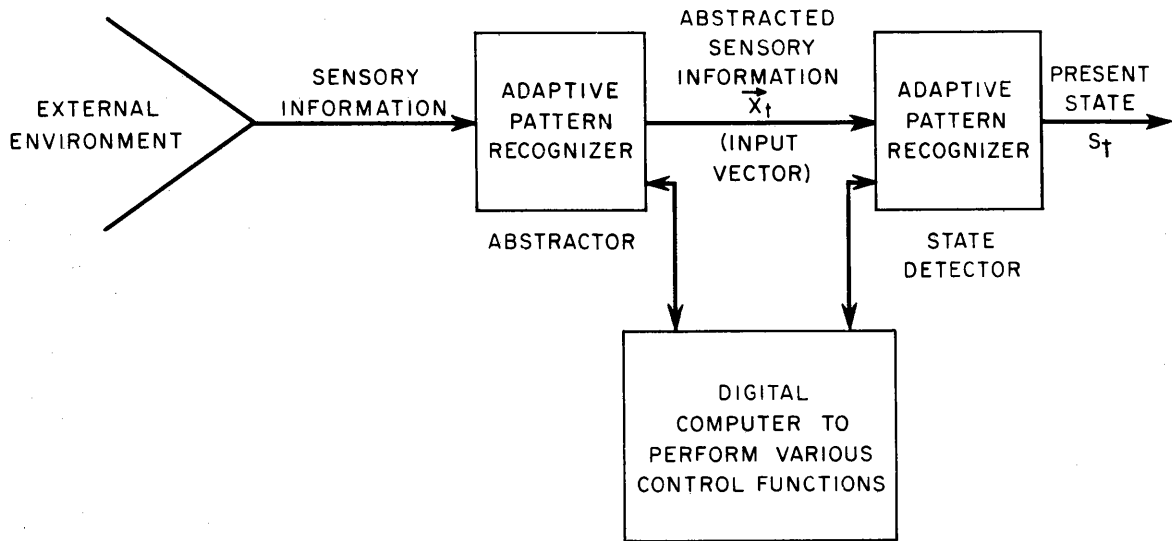 EXTERNAL
ENVIRONMENT
SENSORY
INFORMATION
ADAPTIVE
PATTERN
RECOGNIZER
ABSTRACTOR
ABSTRACTED
SENSORY
INFORMATION
X⃗t
(INPUT
VECTOR)
ADAPTIVE
PATTERN
RECOGNIZER
STATE
DETECTOR
PRESENT
STATE
St
DIGITAL
COMPUTER TO
PERFORM VARIOUS
CONTROL FUNCTIONS